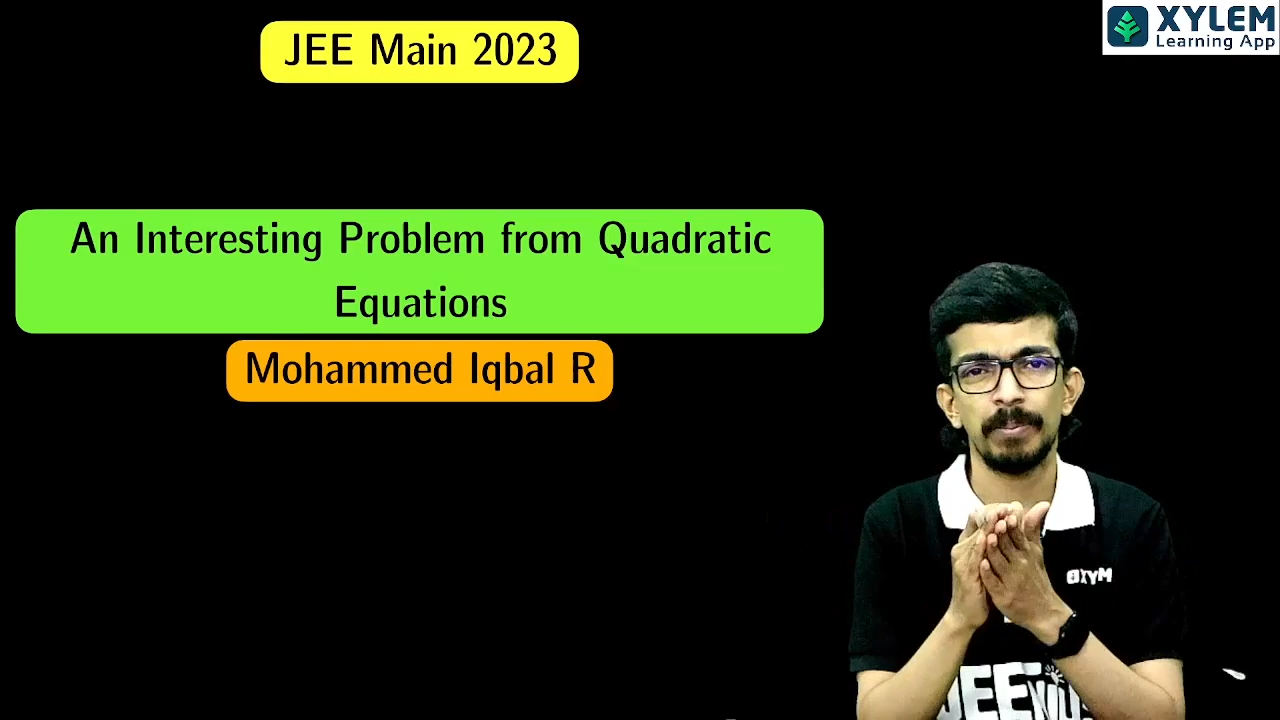 JEE Main 2023
XYLEM
Learning App
An Interesting Problem from Quadratic
Equations
Mohammed Iqbal R